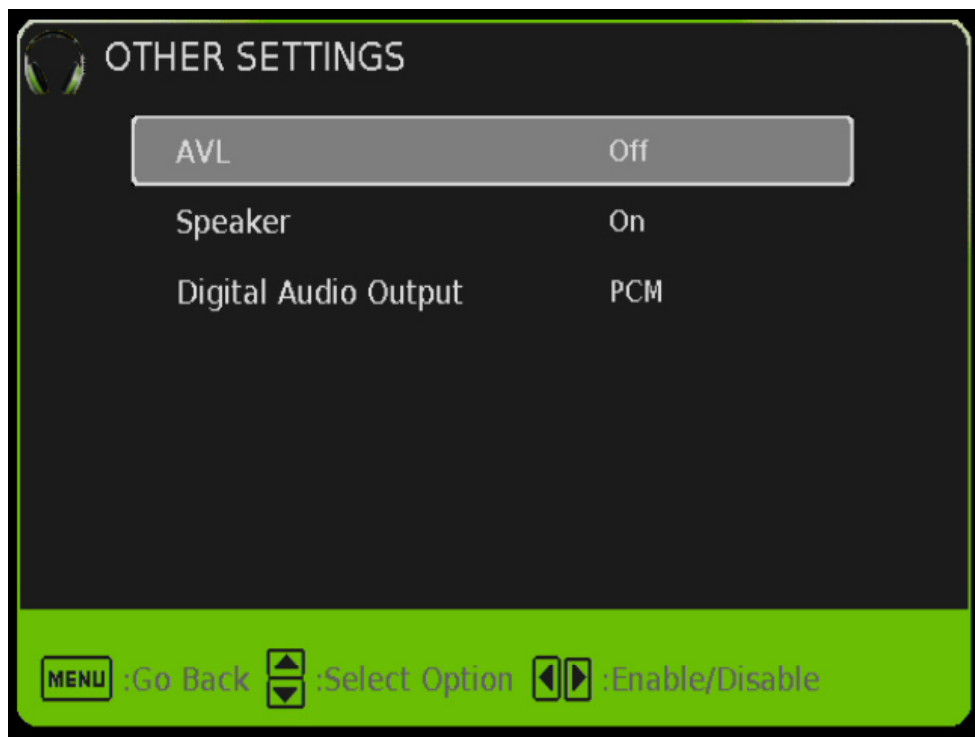 OTHER SETTINGS
AVL Off
Speaker On
Digital Audio Output PCM
MENU :Go Back :Select Option :Enable/Disable